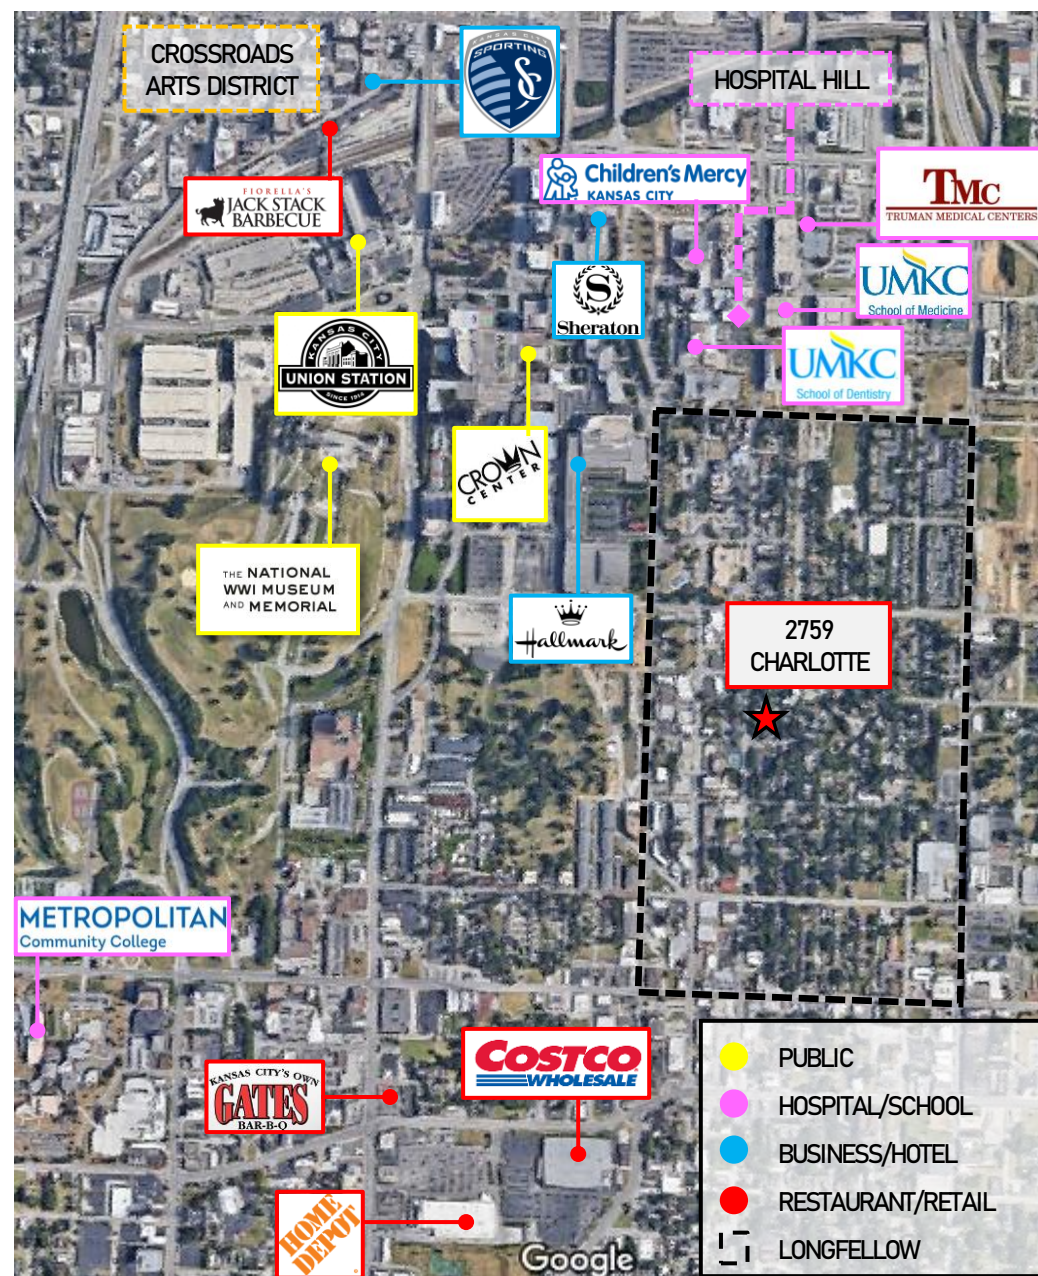 CROSSROADS
ARTS DISTRICT
KANSAS CITY
SPORTING
SC
HOSPITAL HILL
Children's Mercy
KANSAS CITY
TMC
TRUMAN MEDICAL CENTERS
FIORELLA'S
JACK STACK
BARBECUE
S
Sheraton
UMKC
School of Medicine
UMKC
School of Dentistry
KANSAS CITY
UNION STATION
SINCE 1914
CROWN
CENTER
THE NATIONAL
WWI MUSEUM
AND MEMORIAL
Hallmark
2759
CHARLOTTE
METROPOLITAN
Community College
KANSAS CITY'S OWN
GATES
BAR-B-Q
COSTCO
WHOLESALE
HOME
DEPOT
Google
PUBLIC
HOSPITAL/SCHOOL
BUSINESS/HOTEL
RESTAURANT/RETAIL
LONGFELLOW